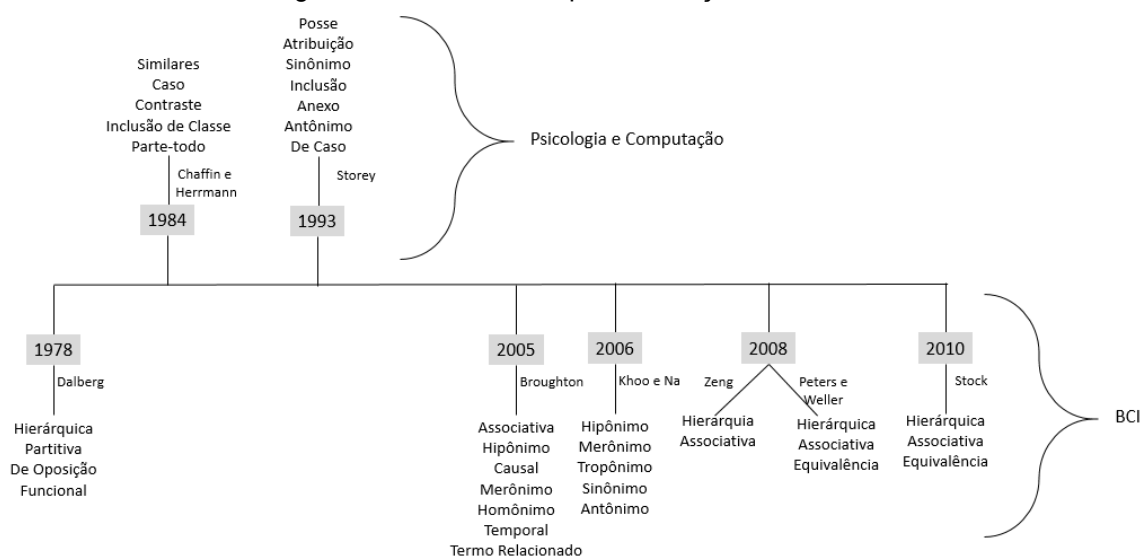 Posse
Atribuição
Sinônimo
Inclusão
Anexo
Antônimo
De Caso
Similares
Caso
Contraste
Inclusão de Classe
Parte-todo
Psicologia e Computação
Chaffin e
Herrmann
Storey
1984
1993
1978
2005
2006
2008
2010
Dalberg
Broughton
Khoo e Na
Zeng
Peters e
Weller
Stock
BCI
Hierárquica
Partitiva
De Oposição
Funcional
Associativa
Hipônimo
Causal
Merônimo
Homônimo
Temporal
Termo Relacionado
Hipônimo
Merônimo
Tropônimo
Sinônimo
Antônimo
Hierarquia
Associativa
Hierárquica
Associativa
Equivalência
Hierárquica
Associativa
Equivalência